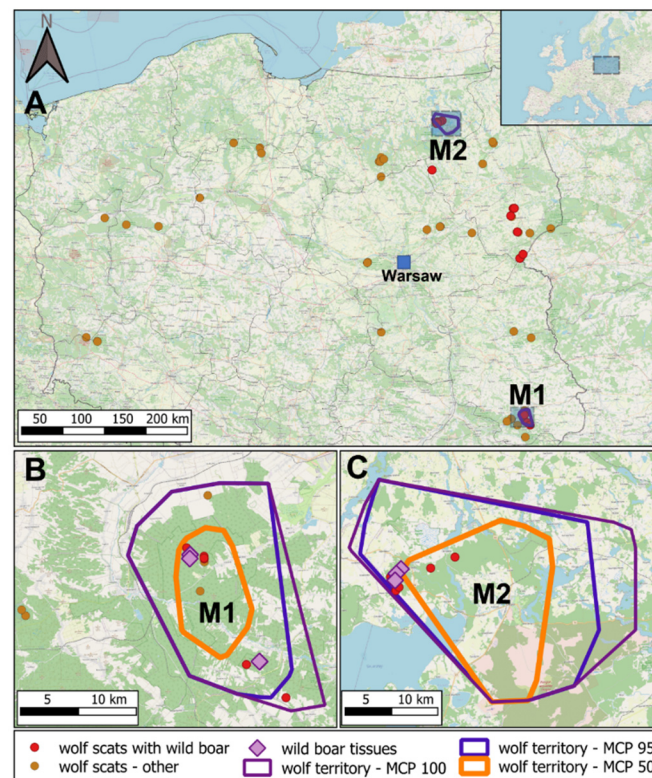 N
A
M2
Warsaw
M1
50 100 150 200 km
B
M1
5 10 km
C
M2
5 10 km
wolf scats with wild boar
wild boar tissues
wolf territory - MCP 95
wolf scats - other
wolf territory - MCP 100
wolf territory - MCP 50